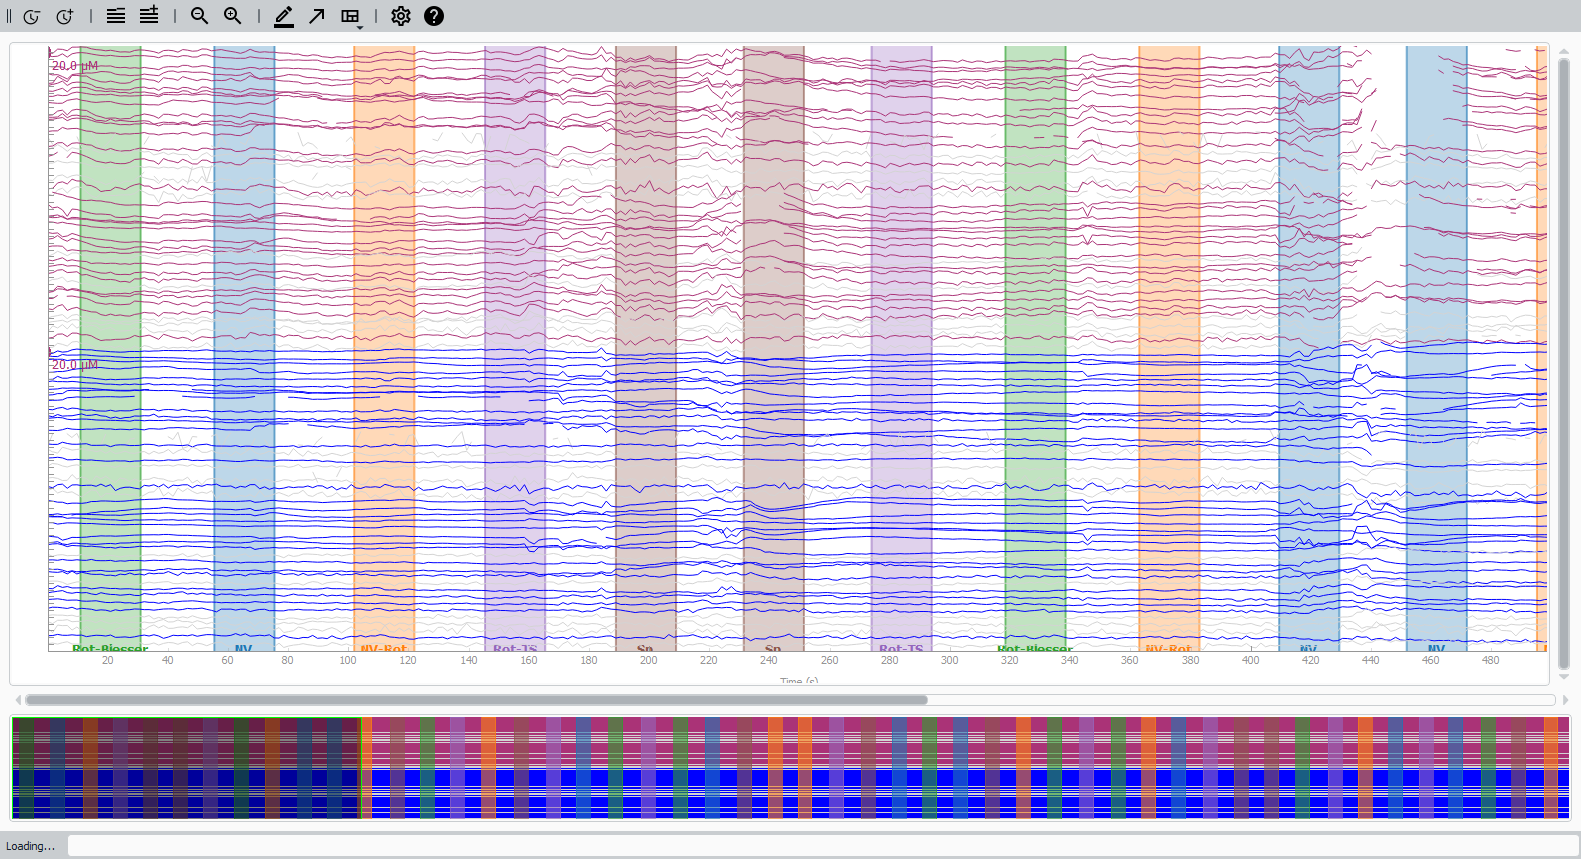 20.0 µM
20.0 µM
Rot-Blesser NV NV-Rot Rot-TS Sp Sp Rot-TS Rot-Blesser NV-Rot NV NV
20 40 60 80 100 120 140 160 180 200 220 240 260 280 300 320 340 360 380 400 420 440 460 480
Time (s)
Loading...